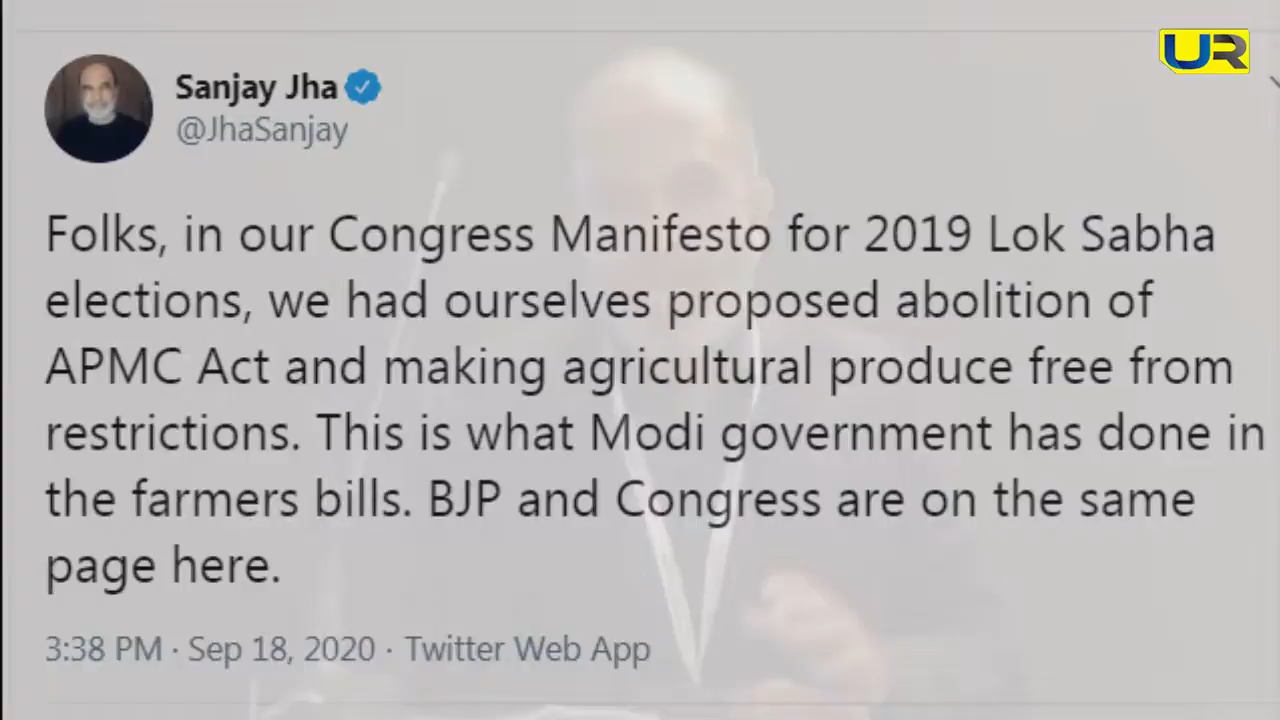 UR
Sanjay Jha
@JhaSanjay
Folks, in our Congress Manifesto for 2019 Lok Sabha
elections, we had ourselves proposed abolition of
APMC Act and making agricultural produce free from
restrictions. This is what Modi government has done in
the farmers bills. BJP and Congress are on the same
page here.
3:38 PM · Sep 18, 2020 · Twitter Web App